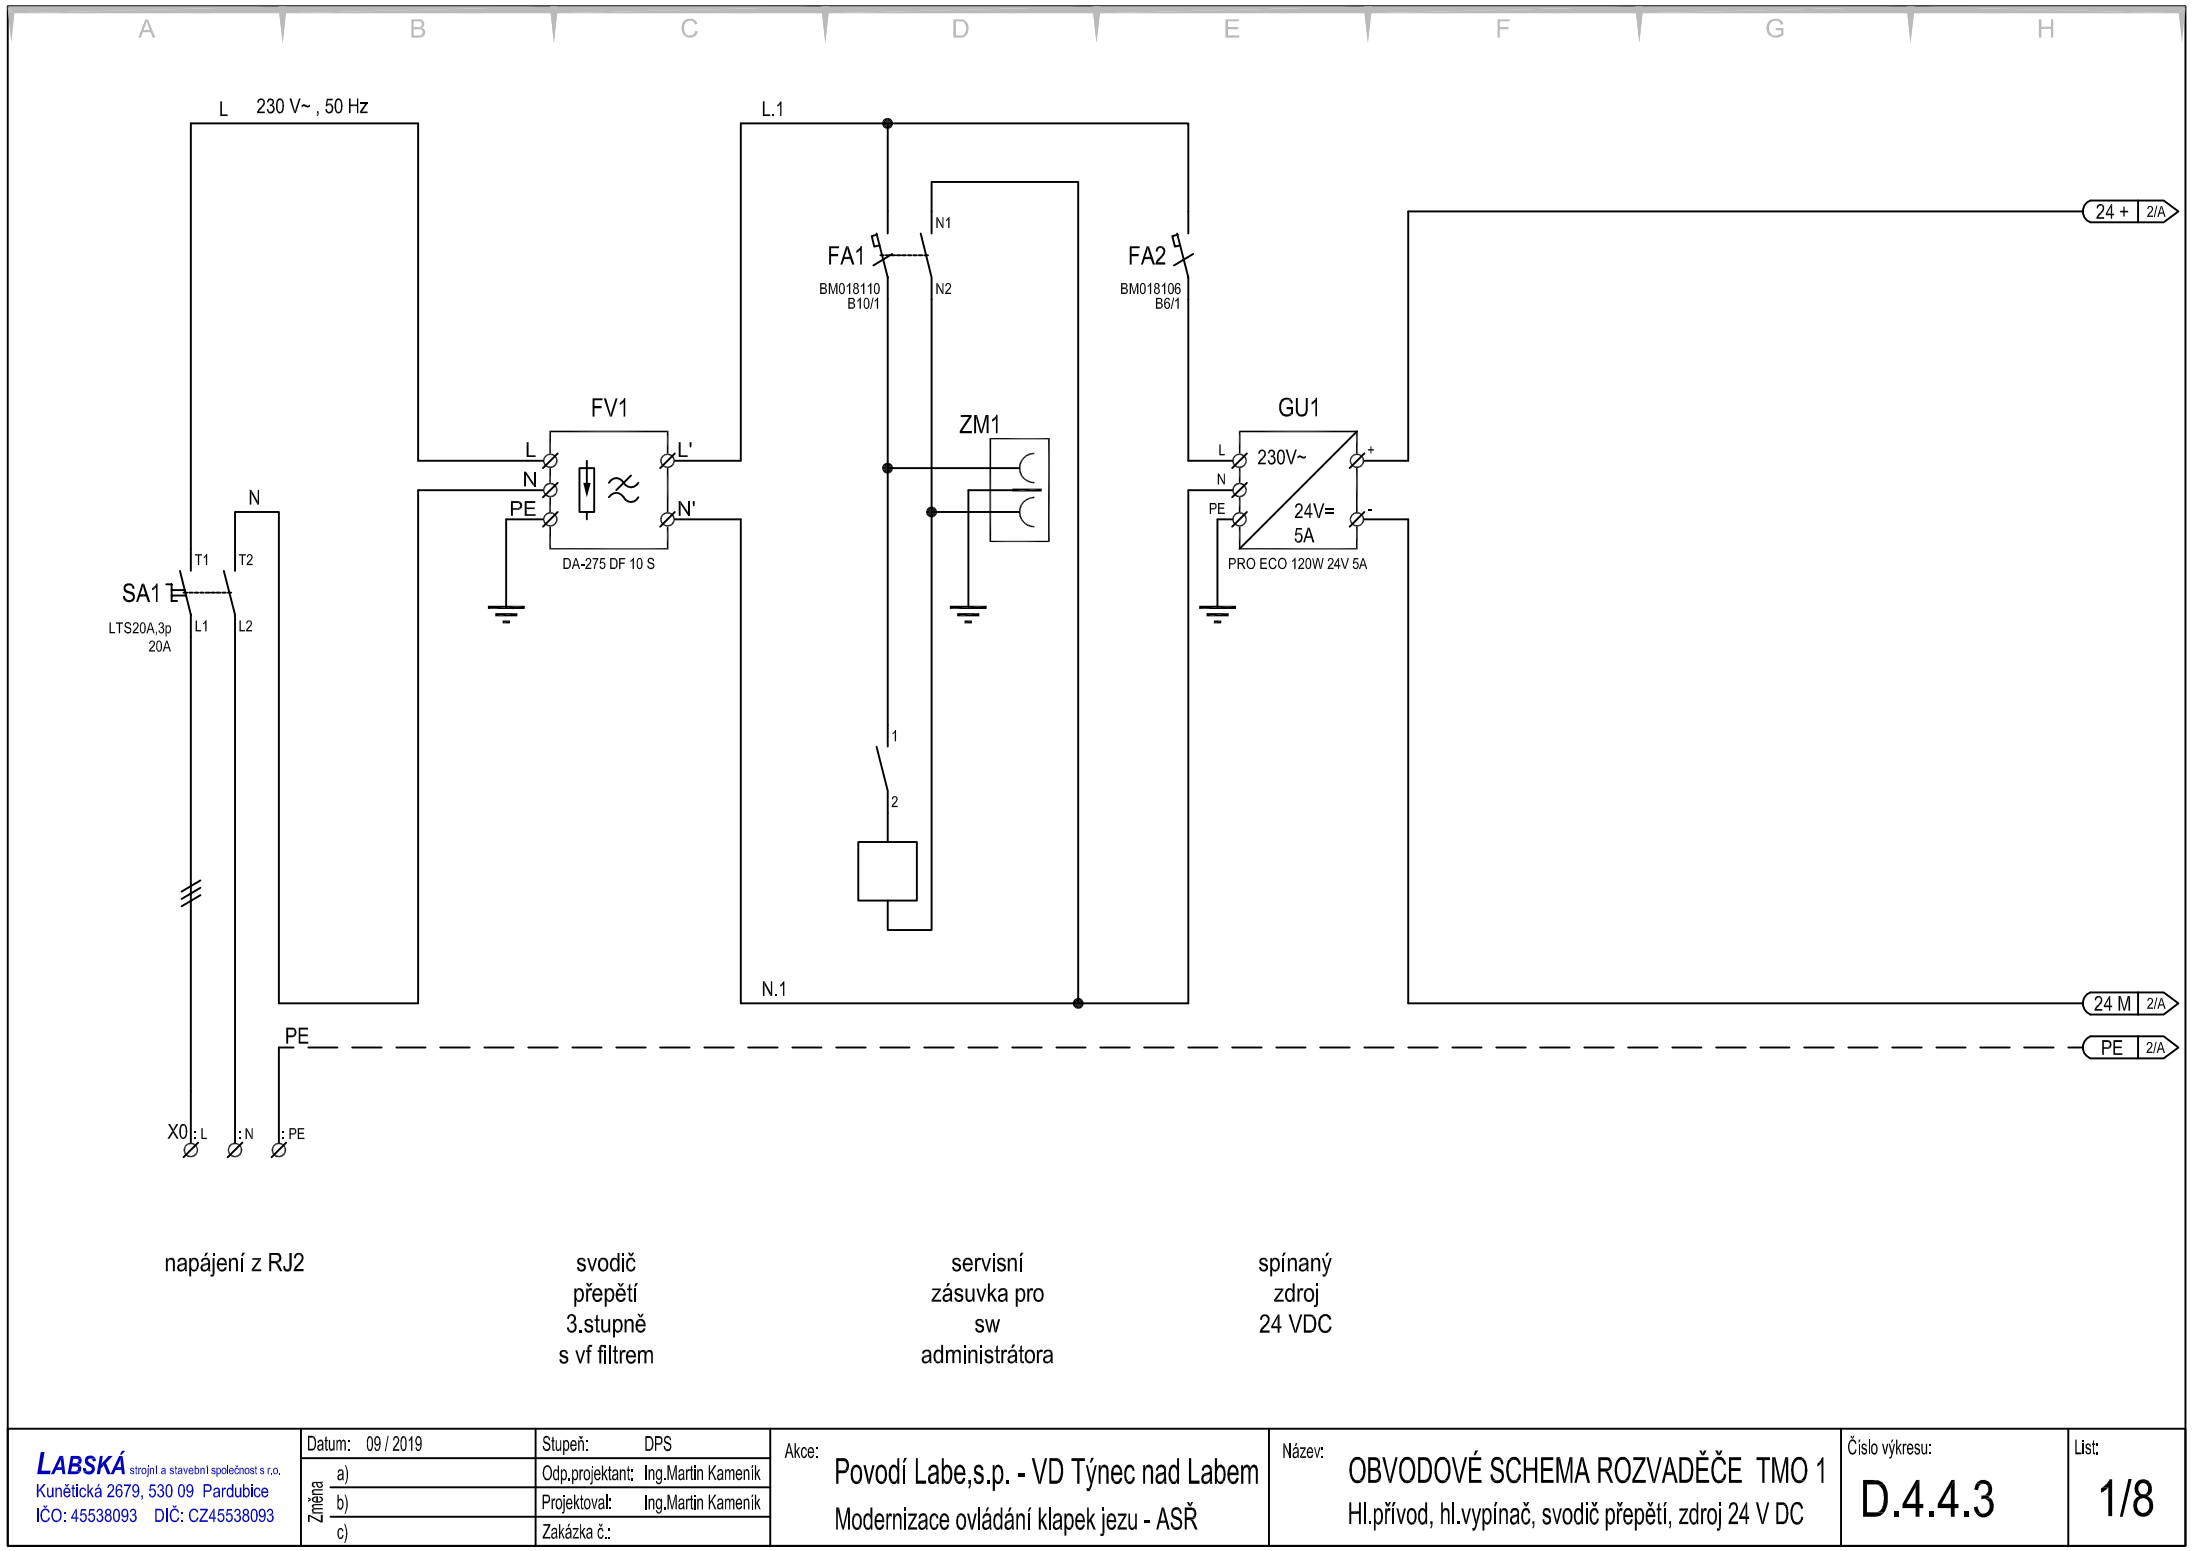 A B C D E F G H
L 230 V~ , 50 Hz
L.1
24 + 2/A
N1
FA1
BM018110
B10/1
N2
FA2
BM018106
B6/1
FV1
L L'
N
PE N'
DA-275 DF 10 S
ZM1
GU1
L 230V~ +
N
PE 24V= -
5A
PRO ECO 120W 24V 5A
N
T1 T2
SA1
LTS20A,3p
20A
L1 L2
1
2
N.1
24 M 2/A
PE
PE 2/A
X0 : L : N : PE
napájení z RJ2
svodič
přepětí
3.stupně
s vf filtrem
servisní
zásuvka pro
sw
administrátora
spínaný
zdroj
24 VDC
LABSKÁ strojní a stavební společnost s r.o.
Kunětická 2679, 530 09 Pardubice
IČO: 45538093 DIČ: CZ45538093
Datum: 09 / 2019
Změna
a)
b)
c)
Stupeň: DPS
Odp.projektant: Ing.Martin Kameník
Projektoval: Ing.Martin Kameník
Zakázka č.:
Akce:
Povodí Labe,s.p. - VD Týnec nad Labem
Modernizace ovládání klapek jezu - ASŘ
Název:
OBVODOVÉ SCHEMA ROZVADĚČE TMO 1
Hl.přívod, hl.vypínač, svodič přepětí, zdroj 24 V DC
Číslo výkresu:
D.4.4.3
List:
1/8